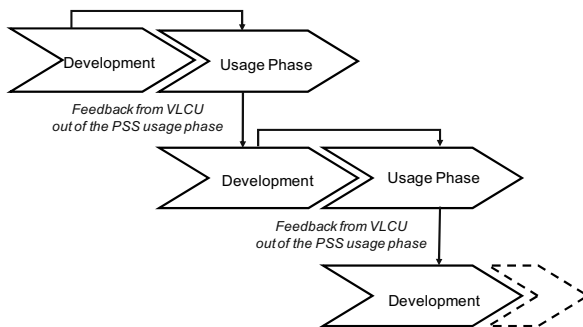 Development
Usage Phase
Feedback from VLCU
out of the PSS usage phase
Development
Usage Phase
Feedback from VLCU
out of the PSS usage phase
Development